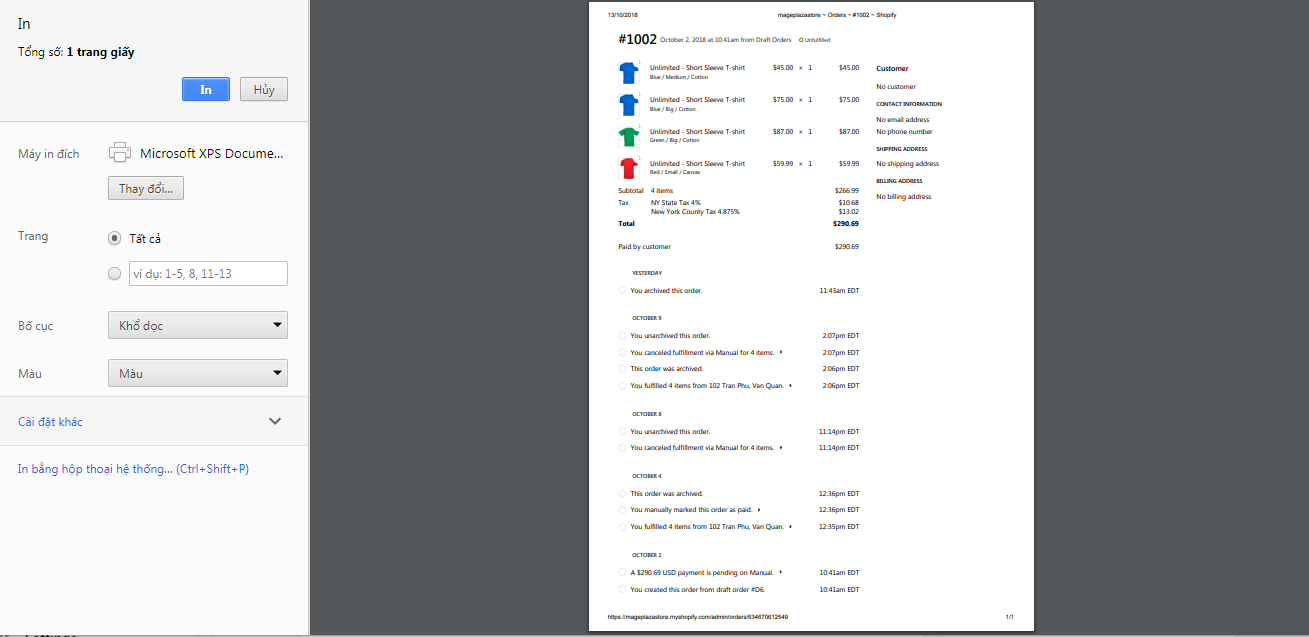 In
Tổng số: 1 trang giấy
In Hủy
Máy in đích Microsoft XPS Docume...
Thay đổi...
Trang Tất cả
ví dụ: 1-5, 8, 11-13
Bố cục Khổ dọc
Màu Màu
Cài đặt khác
In bằng hộp thoại hệ thống... (Ctrl+Shift+P)
13/10/2018 mageplazastore ~ Orders ~ #1002 ~ Shopify
#1002 October 2, 2018 at 10:41am from Draft Orders Unfulfilled
1
Unlimited - Short Sleeve T-shirt $45.00 × 1 $45.00
Blue / Medium / Cotton
1
Unlimited - Short Sleeve T-shirt $75.00 × 1 $75.00
Blue / Big / Cotton
1
Unlimited - Short Sleeve T-shirt $87.00 × 1 $87.00
Green / Big / Cotton
1
Unlimited - Short Sleeve T-shirt $59.99 × 1 $59.99
Red / Small / Canvas
Subtotal 4 items $266.99
Tax NY State Tax 4% $10.68
New York County Tax 4.875% $13.02
Total $290.69
Paid by customer $290.69
Customer
No customer
CONTACT INFORMATION
No email address
No phone number
SHIPPING ADDRESS
No shipping address
BILLING ADDRESS
No billing address
YESTERDAY
You archived this order. 11:43am EDT
OCTOBER 9
You unarchived this order. 2:07pm EDT
You canceled fulfillment via Manual for 4 items. 2:07pm EDT
This order was archived. 2:06pm EDT
You fulfilled 4 items from 102 Tran Phu, Van Quan. 2:06pm EDT
OCTOBER 8
You unarchived this order. 11:14pm EDT
You canceled fulfillment via Manual for 4 items. 11:14pm EDT
OCTOBER 4
This order was archived. 12:36pm EDT
You manually marked this order as paid. 12:36pm EDT
You fulfilled 4 items from 102 Tran Phu, Van Quan. 12:35pm EDT
OCTOBER 2
A $290.69 USD payment is pending on Manual. 10:41am EDT
You created this order from draft order #D6. 10:41am EDT
https://mageplazastore.myshopify.com/admin/orders/634670612549 1/1